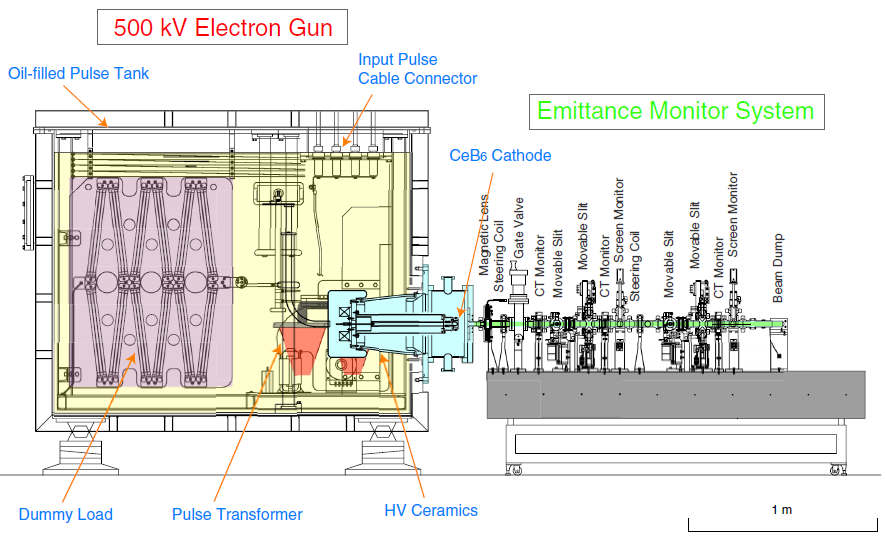 500 kV Electron Gun
Oil-filled Pulse Tank
Input Pulse
Cable Connector
Emittance Monitor System
CeB6 Cathode
Magnetic Lens
Steering Coil
Gate Valve
CT Monitor
Movable Slit
Movable Slit
CT Monitor
Screen Monitor
Steering Coil
Movable Slit
Movable Slit
CT Monitor
Screen Monitor
Beam Dump
Dummy Load
Pulse Transformer
HV Ceramics
1 m